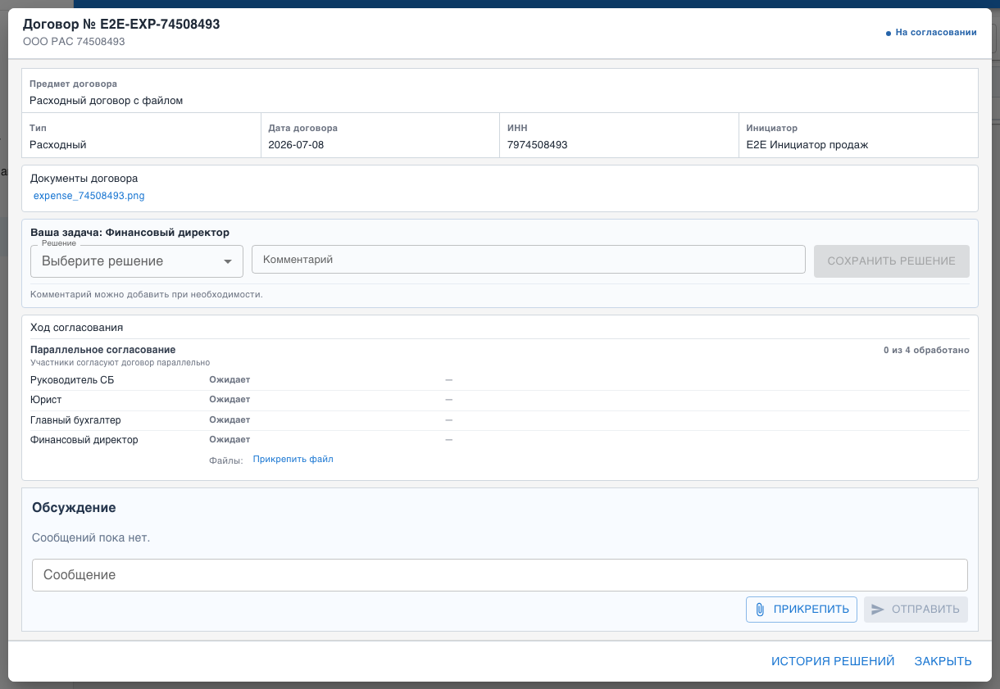 Договор № E2E-EXP-74508493
ООО РАС 74508493
На согласовании
Предмет договора
Расходный договор с файлом
Тип
Расходный
Дата договора
2026-07-08
ИНН
7974508493
Инициатор
E2E Инициатор продаж
Документы договора
expense_74508493.png
Ваша задача: Финансовый директор
Решение
Выберите решение
Комментарий
СОХРАНИТЬ РЕШЕНИЕ
Комментарий можно добавить при необходимости.
Ход согласования
Параллельное согласование
0 из 4 обработано
Участники согласуют договор параллельно
Руководитель СБ Ожидает —
Юрист Ожидает —
Главный бухгалтер Ожидает —
Финансовый директор Ожидает —
Файлы: Прикрепить файл
Обсуждение
Сообщений пока нет.
Сообщение
ПРИКРЕПИТЬ
ОТПРАВИТЬ
ИСТОРИЯ РЕШЕНИЙ
ЗАКРЫТЬ